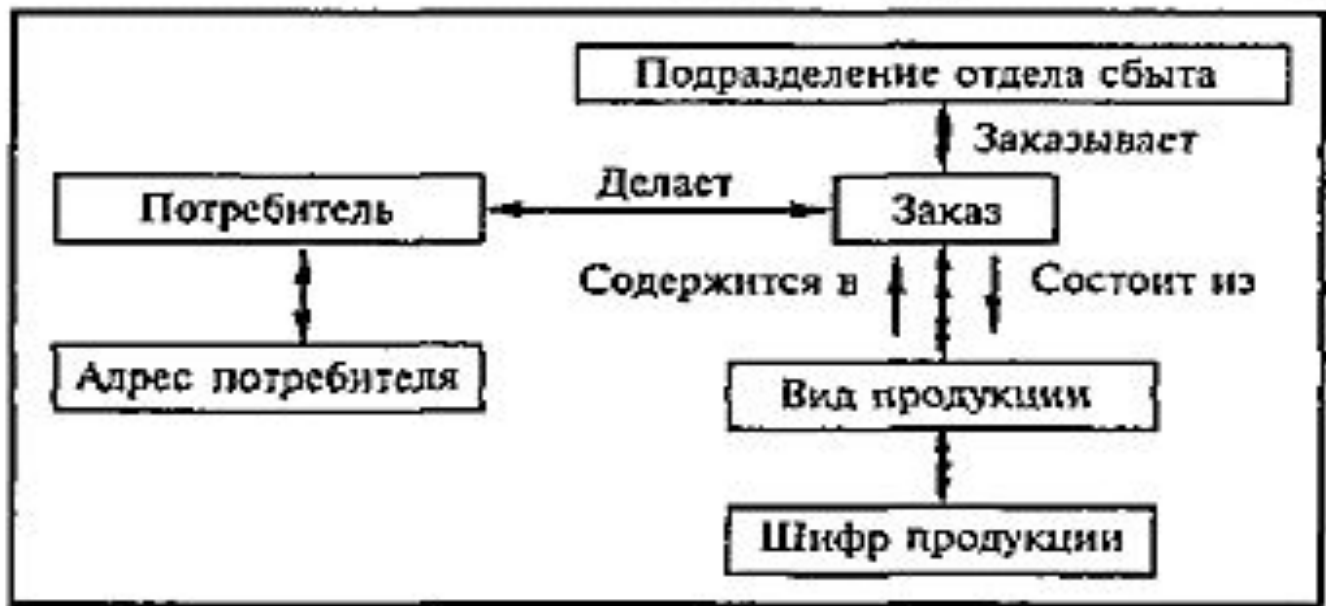 Подразделение отдела сбыта
Заказывает
Делает
Потребитель
Заказ
Содержится в
Состоит из
Адрес потребителя
Вид продукции
Шифр продукции